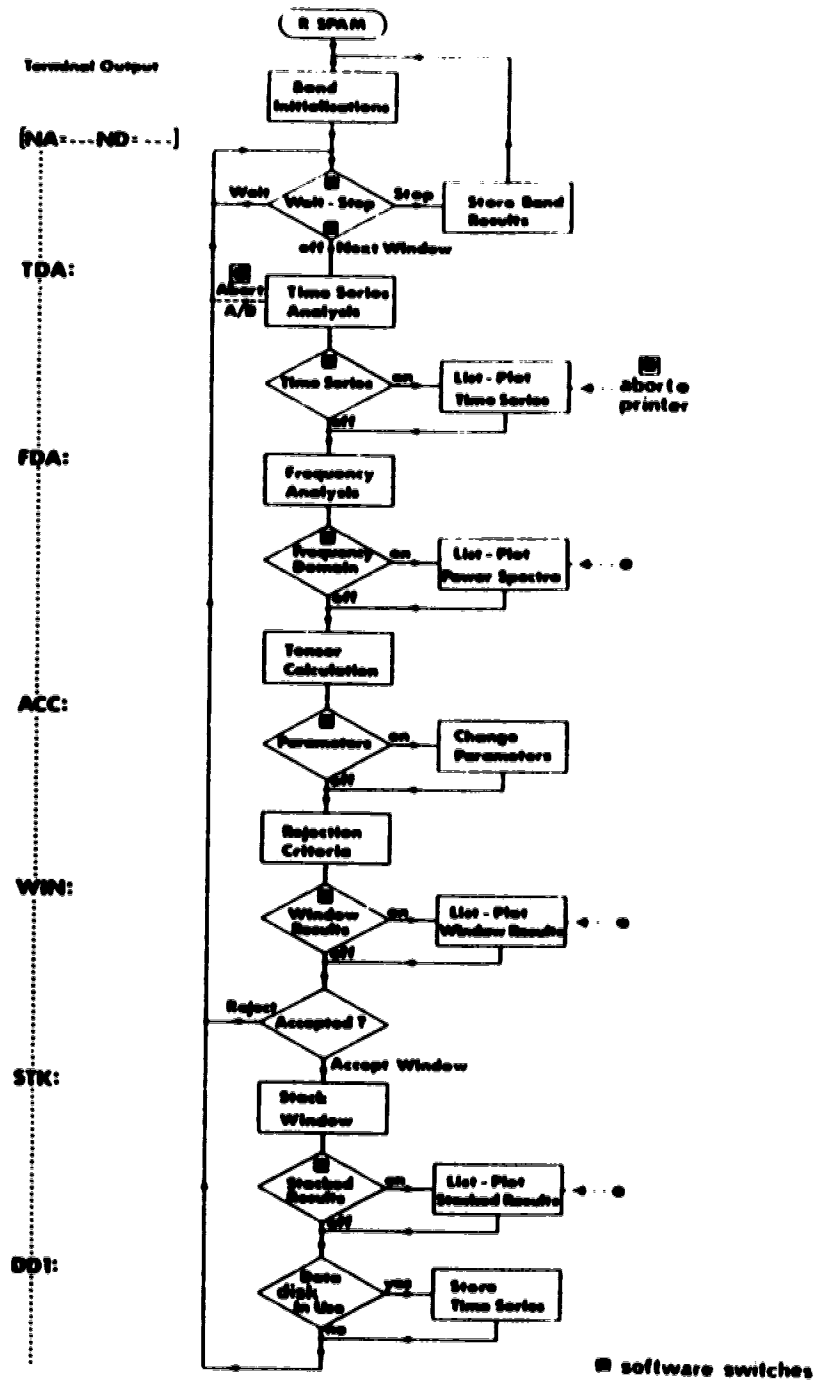 R SPAM
Terminal Output
Band
Initialisations
[NA=---ND=---]
Wait
Wait - Stop
Stop
Store Band
Results
off
Next Window
TDA:
Abort
A/D
Time Series
Analysis
Time Series
on
List - Plot
Time Series
abort e
printer
off
FDA:
Frequency
Analysis
Frequency
Domain
on
List - Plot
Power Spectra
off
Tensor
Calculation
ACC:
Parameters
on
Change
Parameters
off
Rejection
Criteria
WIN:
Window
Results
on
List - Plot
Window Results
off
Reject
Accepted ?
Accept Window
STK:
Stack
Window
Stacked
Results
on
List - Plot
Stacked Results
off
DDT:
Data
disk
in Use
yes
Store
Time Series
no
software switches